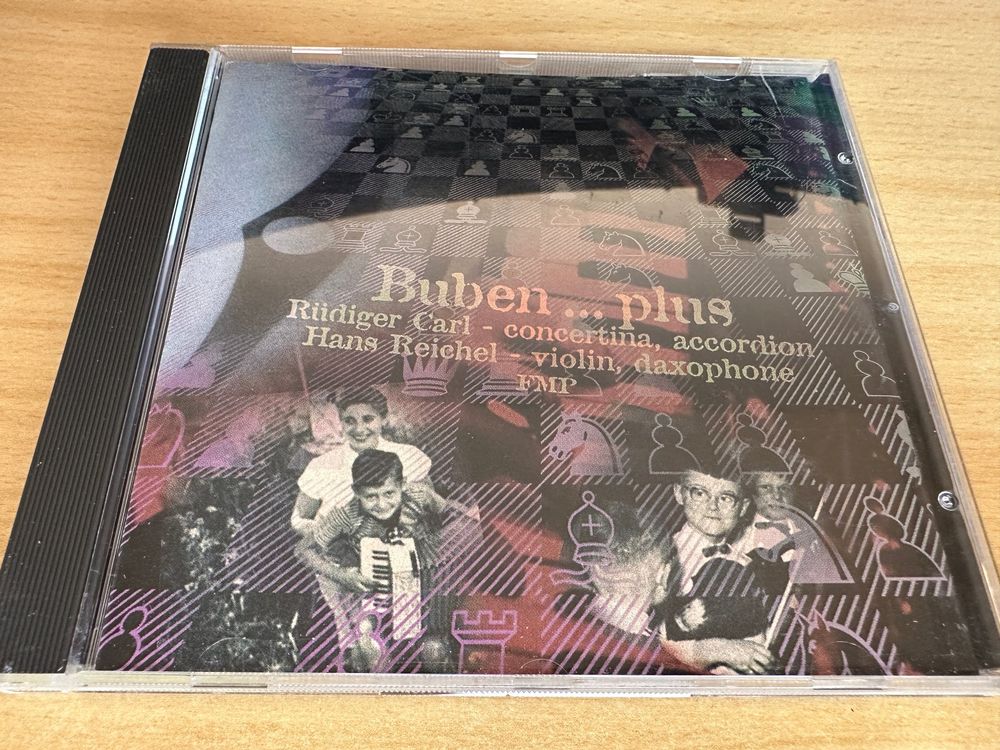 Buben ... plus
Rüdiger Carl - concertina, accordion
Hans Reichel - violin, daxophone
FMP